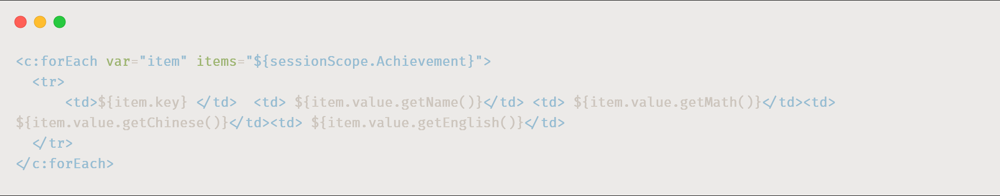 <c:forEach var="item" items="${sessionScope.Achievement}">
  <tr>
      <td>${item.key} </td>  <td> ${item.value.getName()}</td> <td> ${item.value.getMath()}</td><td>
${item.value.getChinese()}</td><td> ${item.value.getEnglish()}</td>
  </tr>
</c:forEach>